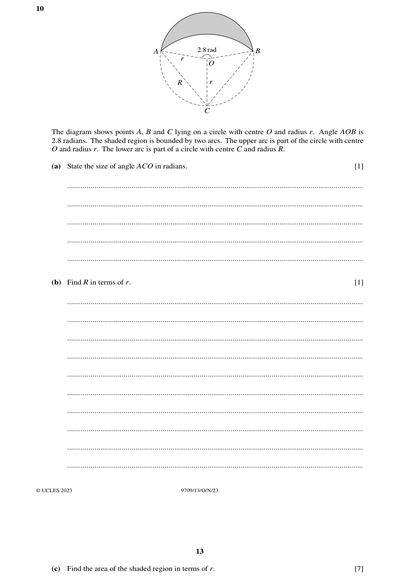 10
A
B
2.8 rad
r
O
R
r
C
The diagram shows points A, B and C lying on a circle with centre O and radius r. Angle AOB is
2.8 radians. The shaded region is bounded by two arcs. The upper arc is part of the circle with centre
O and radius r. The lower arc is part of a circle with centre C and radius R.
(a) State the size of angle ACO in radians. [1]
(b) Find R in terms of r. [1]
© UCLES 2023 9709/13/O/N/23
13
(c) Find the area of the shaded region in terms of r. [7]